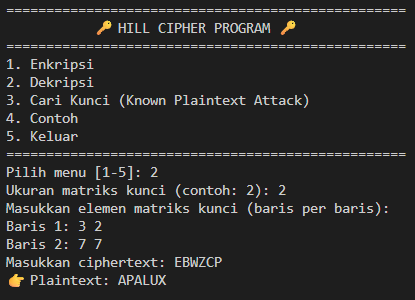 ==================================================
🔑 HILL CIPHER PROGRAM 🔑
==================================================
1. Enkripsi
2. Dekripsi
3. Cari Kunci (Known Plaintext Attack)
4. Contoh
5. Keluar
==================================================
Pilih menu [1-5]: 2
Ukuran matriks kunci (contoh: 2): 2
Masukkan elemen matriks kunci (baris per baris):
Baris 1: 3 2
Baris 2: 7 7
Masukkan ciphertext: EBWZCP
👉 Plaintext: APALUX